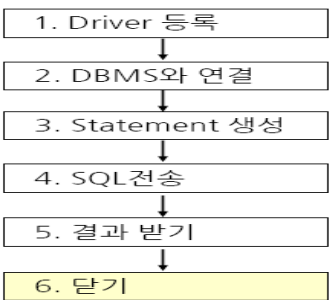 1. Driver 등록
2. DBMS와 연결
3. Statement 생성
4. SQL전송
5. 결과 받기
6. 닫기